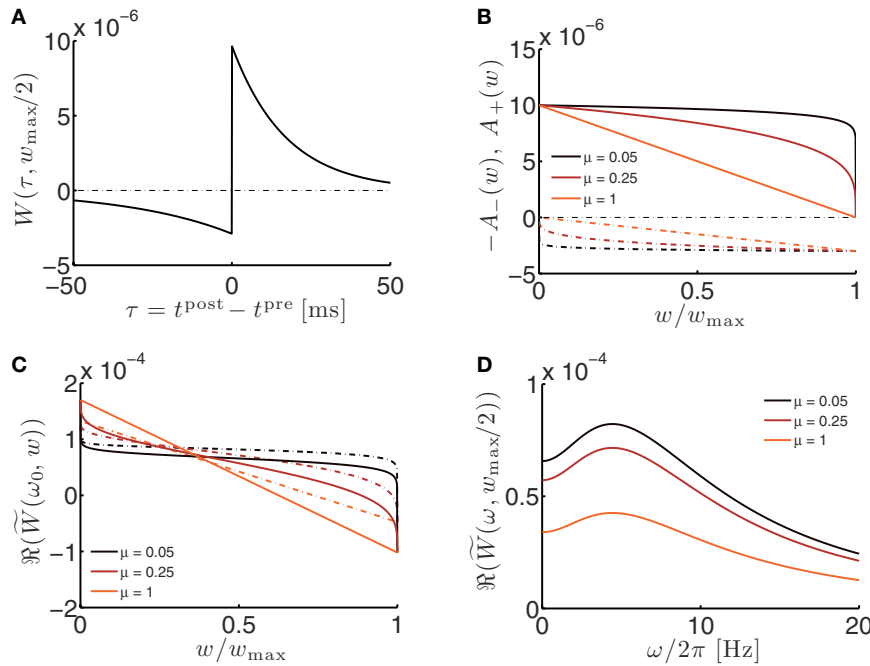 A
x 10⁻⁶
10
5
0
−5
−50
0
50
W(τ, w_max/2)
τ = t^post − t^pre [ms]
B
x 10⁻⁶
15
10
5
0
−5
0
0.5
1
−A₋(w), A₊(w)
μ = 0.05
μ = 0.25
μ = 1
w/w_max
C
x 10⁻⁴
2
1
0
−1
−2
0
0.5
1
ℜ(W̃(ω₀, w))
μ = 0.05
μ = 0.25
μ = 1
w/w_max
D
x 10⁻⁴
1
0.5
0
0
10
20
ℜ(W̃(ω, w_max/2))
μ = 0.05
μ = 0.25
μ = 1
ω/2π [Hz]